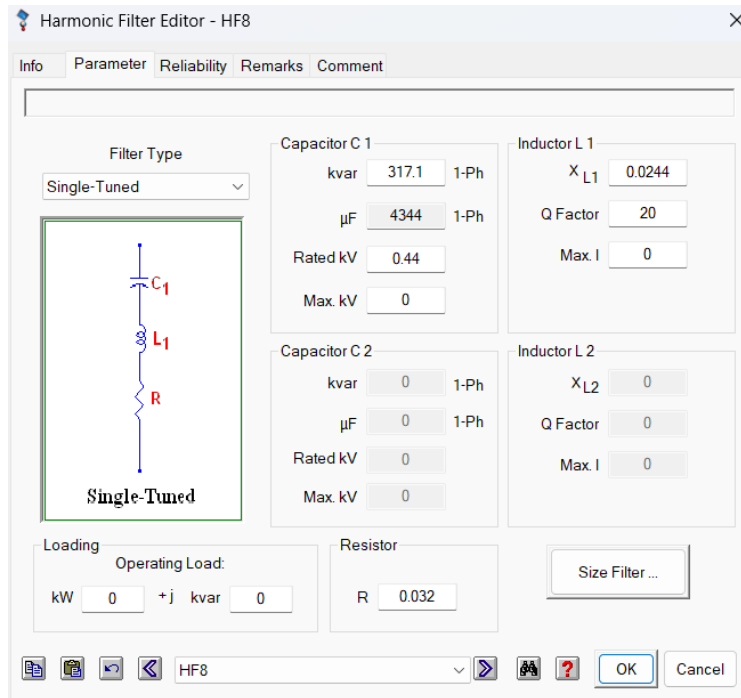 Harmonic Filter Editor - HF8
Info Parameter Reliability Remarks Comment
Filter Type
Single-Tuned
C1
L1
R
Single-Tuned
Capacitor C 1
kvar 317.1 1-Ph
µF 4344 1-Ph
Rated kV 0.44
Max. kV 0
Inductor L 1
X L1 0.0244
Q Factor 20
Max. I 0
Capacitor C 2
kvar 0 1-Ph
µF 0 1-Ph
Rated kV 0
Max. kV 0
Inductor L 2
X L2 0
Q Factor 0
Max. I 0
Loading
Operating Load:
kW 0 + j kvar 0
Resistor
R 0.032
Size Filter ...
HF8
?
OK Cancel